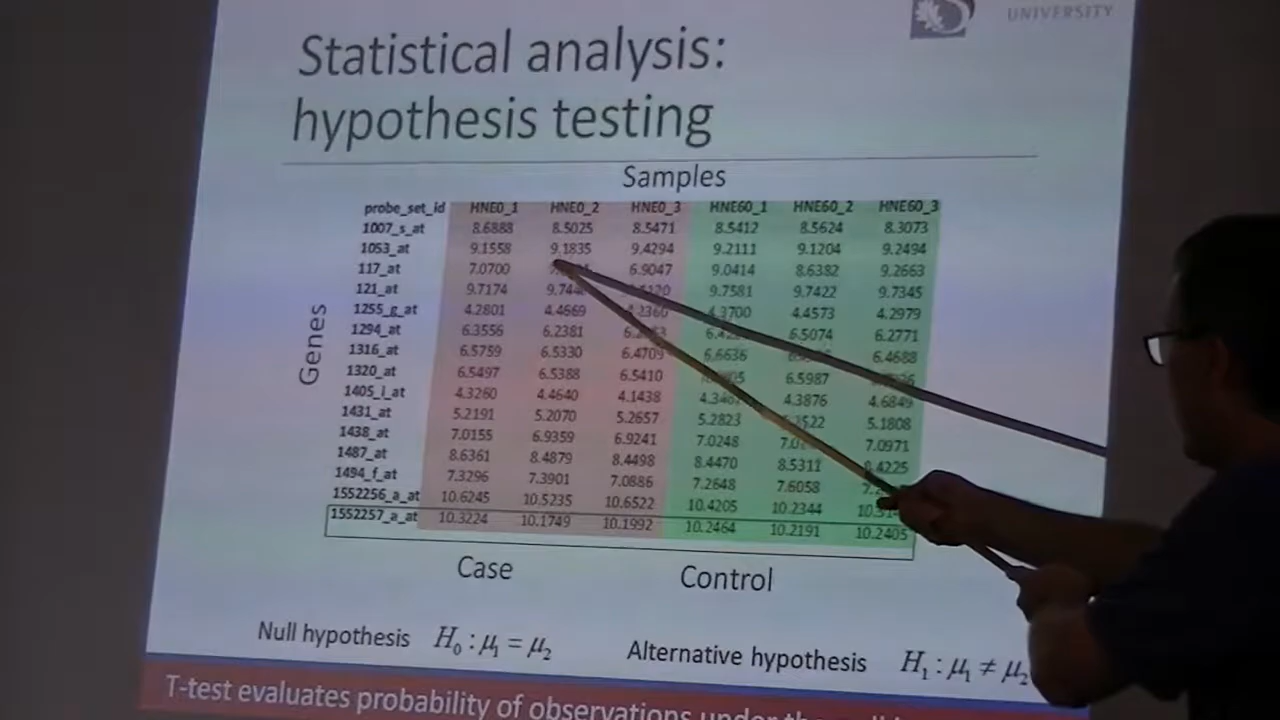 UNIVERSITY
Statistical analysis:
hypothesis testing
Samples
probe_set_id HNE0_1 HNE0_2 HNE0_3 HNE60_1 HNE60_2 HNE60_3
1007_s_at 8.6888 8.5025 8.5471 8.5412 8.5624 8.3073
1053_at 9.1558 9.1835 9.4294 9.2111 9.1204 9.2494
117_at 7.0700 6.9047 9.0414 8.6382 9.2663
121_at 9.7174 9.7581 9.7422 9.7345
1255_g_at 4.2801 4.4669 4.3700 4.4573 4.2979
1294_at 6.3556 6.2381 6.5074 6.2771
1316_at 6.5759 6.5330 6.4709 6.6636 6.4688
1320_at 6.5497 6.5388 6.5410 6.5987
1405_i_at 4.3260 4.4640 4.1438 4.3876 4.6849
1431_at 5.2191 5.2070 5.2657 5.2823 5.1808
1438_at 7.0155 6.9359 6.9241 7.0248 7.0971
1487_at 8.6361 8.4879 8.4498 8.4470 8.5311 8.4225
1494_f_at 7.3296 7.3901 7.0886 7.2648 7.6058
1552256_a_at 10.6245 10.5235 10.6522 10.4205 10.2344
1552257_a_at 10.3224 10.1749 10.1992 10.2464 10.2191 10.2405
Genes
Case Control
Null hypothesis H₀ : μ₁ = μ₂ Alternative hypothesis H₁ : μ₁ ≠ μ₂
T-test evaluates probability of observations under the